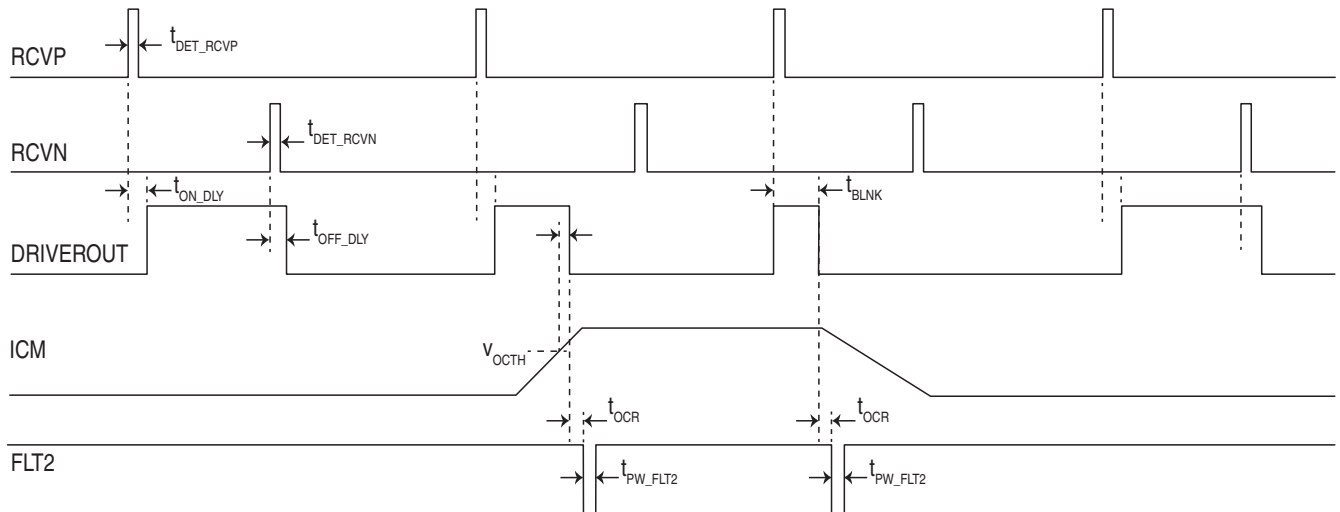 RCVP
tDET_RCVP
RCVN
tDET_RCVN
tON_DLY
tBLNK
DRIVEROUT
tOFF_DLY
ICM
vOCTH
tOCR
tOCR
FLT2
tPW_FLT2
tPW_FLT2